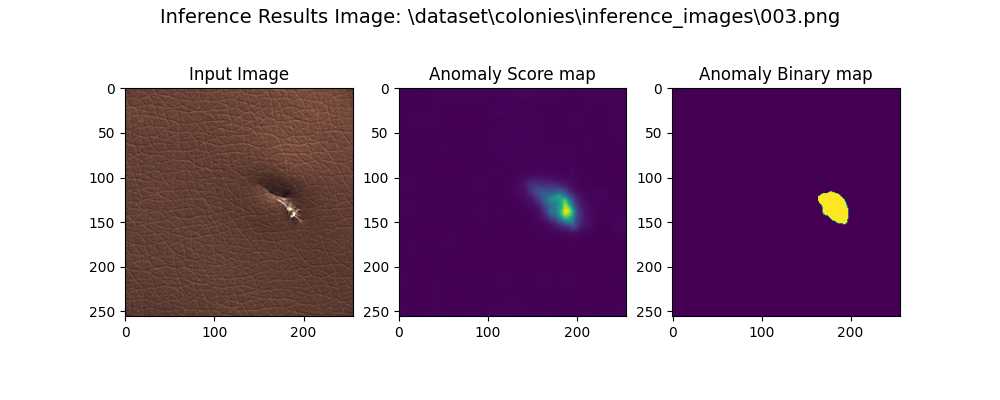 Inference Results Image: \dataset\colonies\inference_images\003.png
Input Image Anomaly Score map Anomaly Binary map
0 0 0
50 50 50
100 100 100
150 150 150
200 200 200
250 250 250
0 100 200 0 100 200 0 100 200